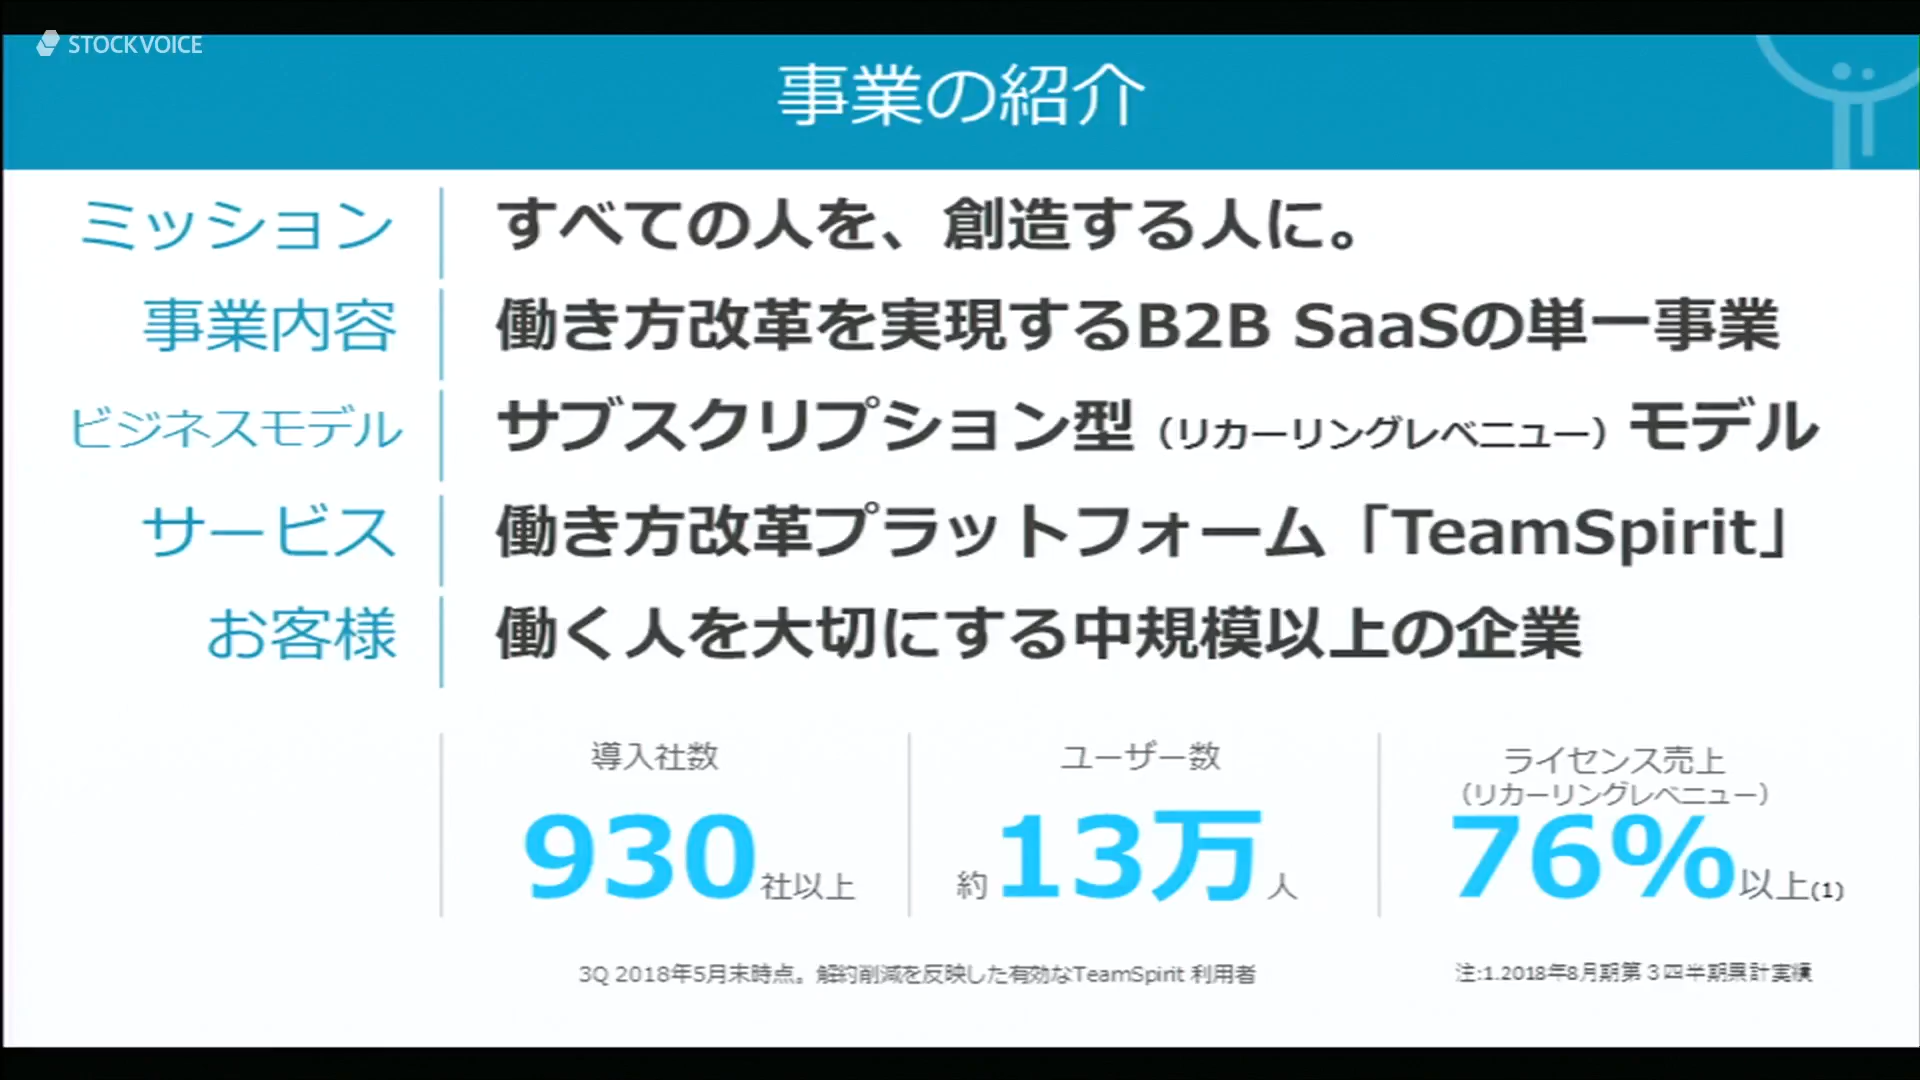 STOCKVOICE
事業の紹介
ミッション
すべての人を、創造する人に。
事業内容
働き方改革を実現するB2B SaaSの単一事業
ビジネスモデル
サブスクリプション型（リカーリングレベニュー）モデル
サービス
働き方改革プラットフォーム「TeamSpirit」
お客様
働く人を大切にする中規模以上の企業
導入社数
930社以上
ユーザー数
約13万人
ライセンス売上
（リカーリングレベニュー）
76%以上(1)
3Q 2018年5月末時点。解約削減を反映した有効なTeamSpirit 利用者
注:1.2018年8月期第３四半期累計実績